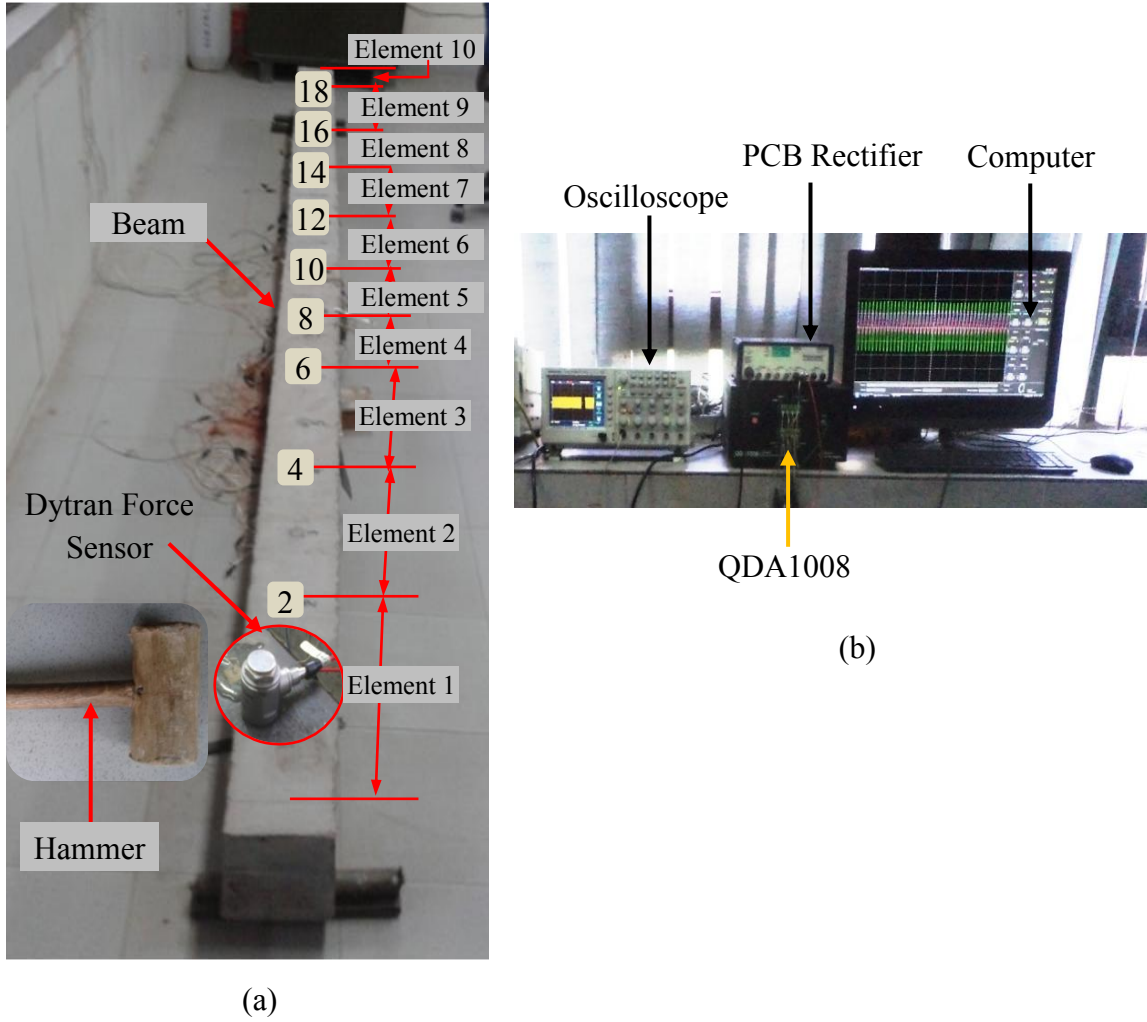 Element 10
18
Element 9
16
Element 8
14
Element 7
12
Beam
Element 6
10
Element 5
8
Element 4
6
Element 3
4
Dytran Force
Sensor
Element 2
2
Element 1
Hammer
(a)
PCB Rectifier
Computer
Oscilloscope
QDA1008
(b)